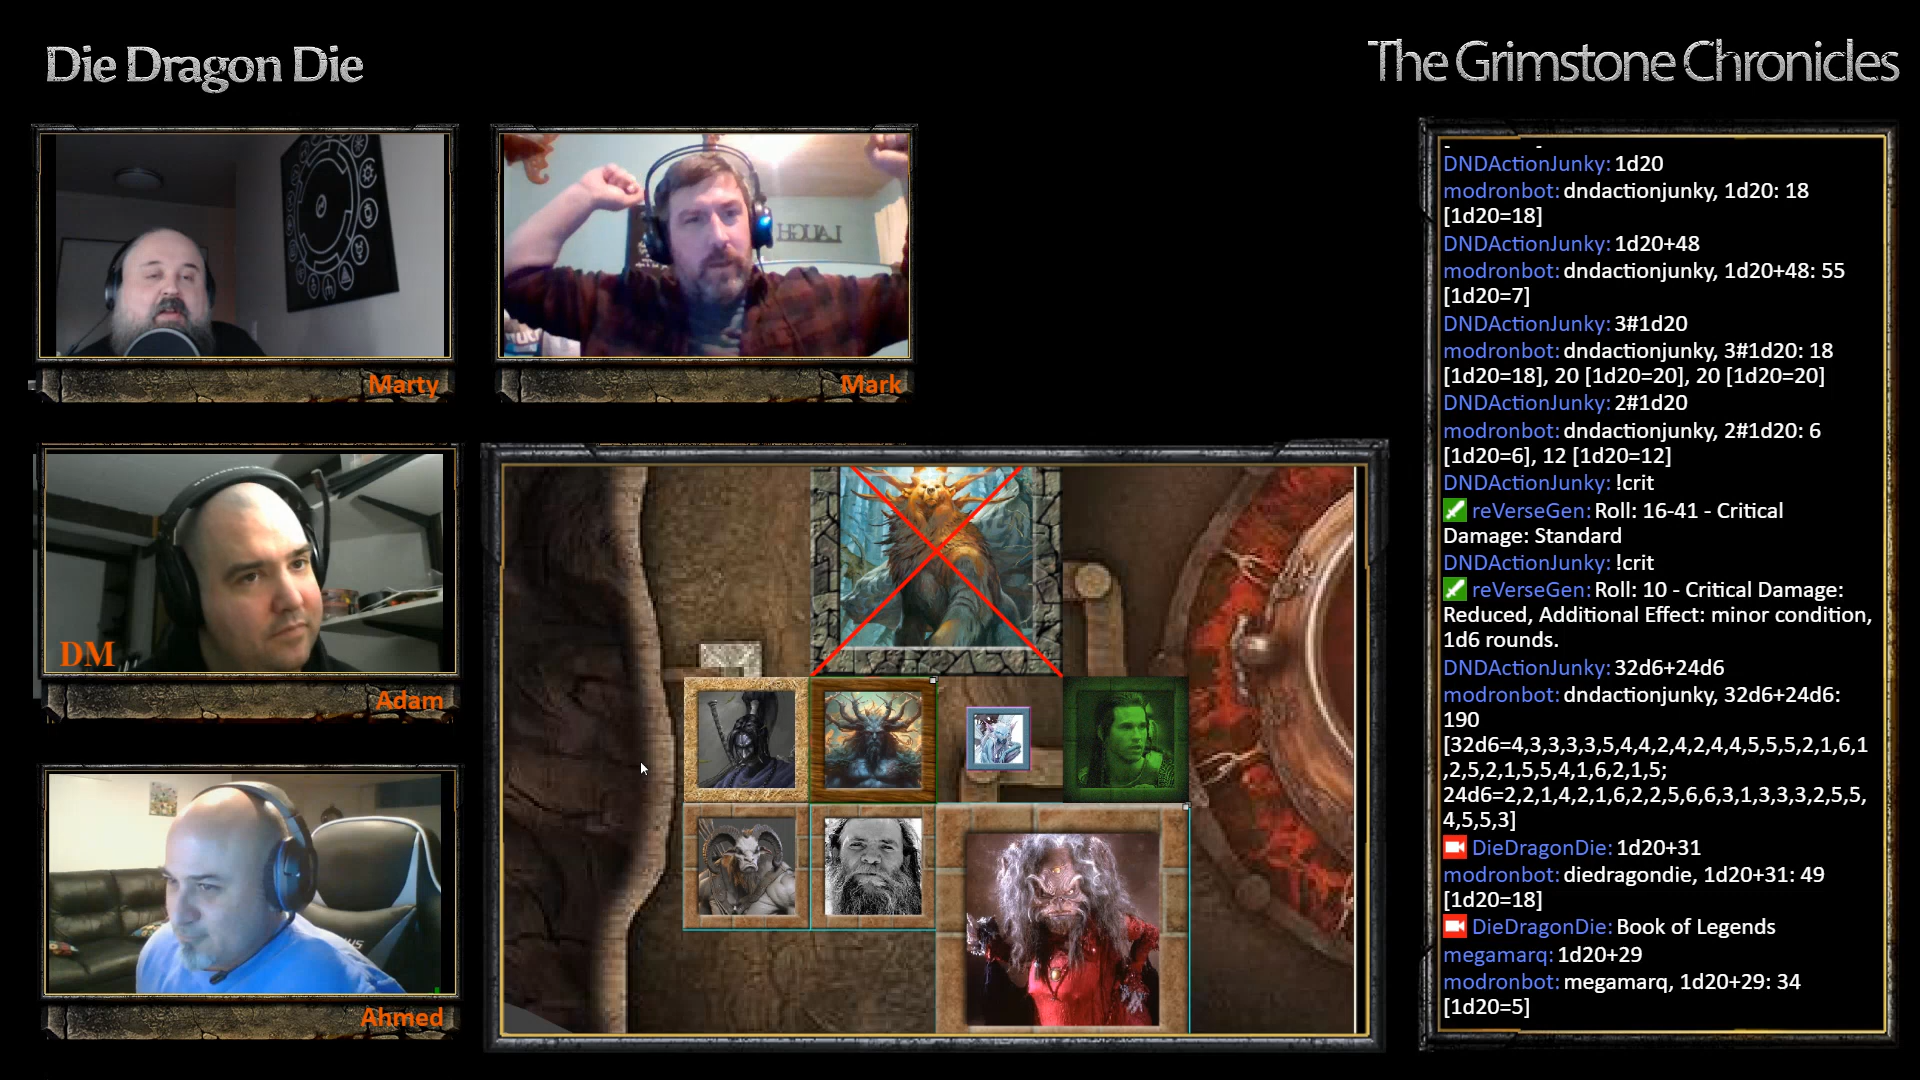 Die Dragon Die
The Grimstone Chronicles
Marty
Mark
LAUGH
DM
Adam
Ahmed
DNDActionJunky: 1d20
modronbot: dndactionjunky, 1d20: 18
[1d20=18]
DNDActionJunky: 1d20+48
modronbot: dndactionjunky, 1d20+48: 55
[1d20=7]
DNDActionJunky: 3#1d20
modronbot: dndactionjunky, 3#1d20: 18
[1d20=18], 20 [1d20=20], 20 [1d20=20]
DNDActionJunky: 2#1d20
modronbot: dndactionjunky, 2#1d20: 6
[1d20=6], 12 [1d20=12]
DNDActionJunky: !crit
reVerseGen: Roll: 16-41 - Critical
Damage: Standard
DNDActionJunky: !crit
reVerseGen: Roll: 10 - Critical Damage:
Reduced, Additional Effect: minor condition,
1d6 rounds.
DNDActionJunky: 32d6+24d6
modronbot: dndactionjunky, 32d6+24d6:
190
[32d6=4,3,3,3,3,5,4,4,2,4,2,4,4,5,5,5,2,1,6,1
,2,5,2,1,5,5,4,1,6,2,1,5;
24d6=2,2,1,4,2,1,6,2,2,5,6,6,3,1,3,3,3,2,5,5,
4,5,5,3]
DieDragonDie: 1d20+31
modronbot: diedragondie, 1d20+31: 49
[1d20=18]
DieDragonDie: Book of Legends
megamarq: 1d20+29
modronbot: megamarq, 1d20+29: 34
[1d20=5]